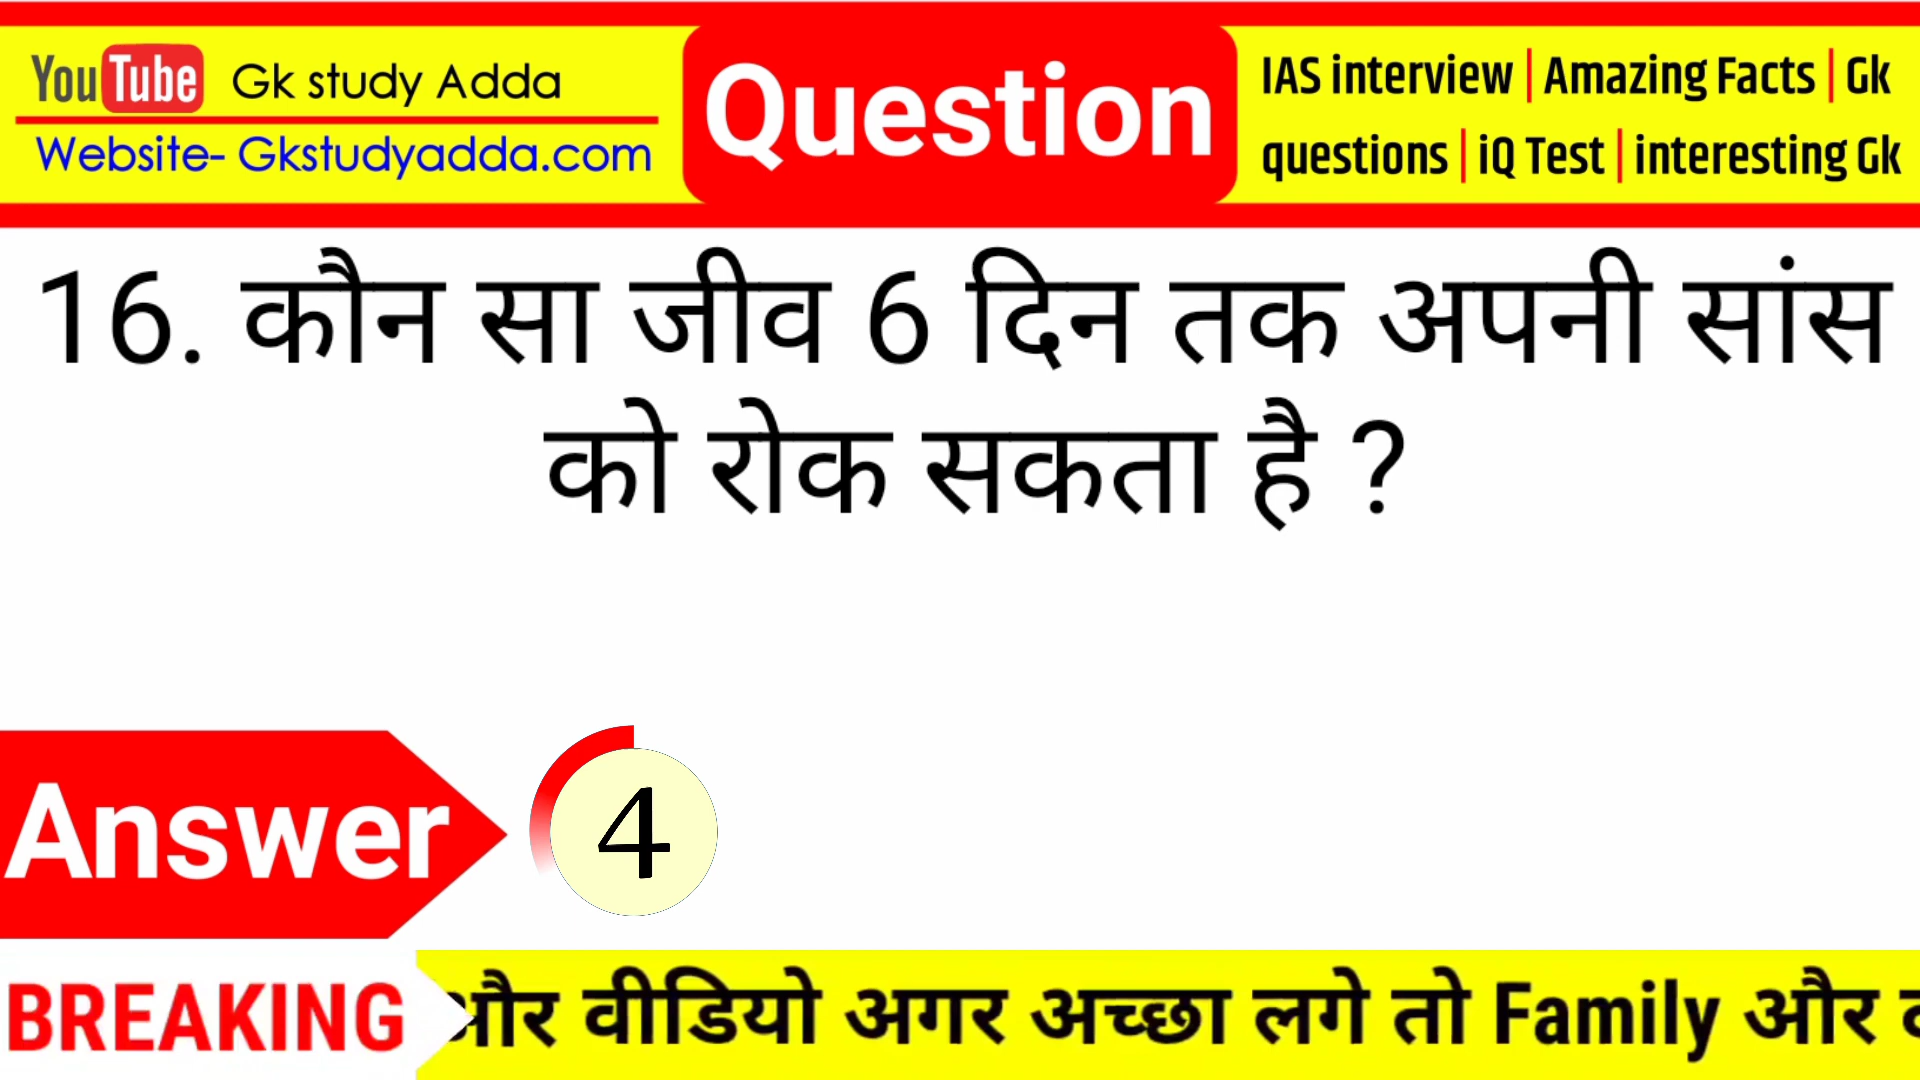 YouTube Gk study Adda
Website- Gkstudyadda.com
Question
IAS interview | Amazing Facts | Gk
questions | iQ Test | interesting Gk
16. कौन सा जीव 6 दिन तक अपनी सांस
को रोक सकता है ?
Answer
4
BREAKING
और वीडियो अगर अच्छा लगे तो Family और